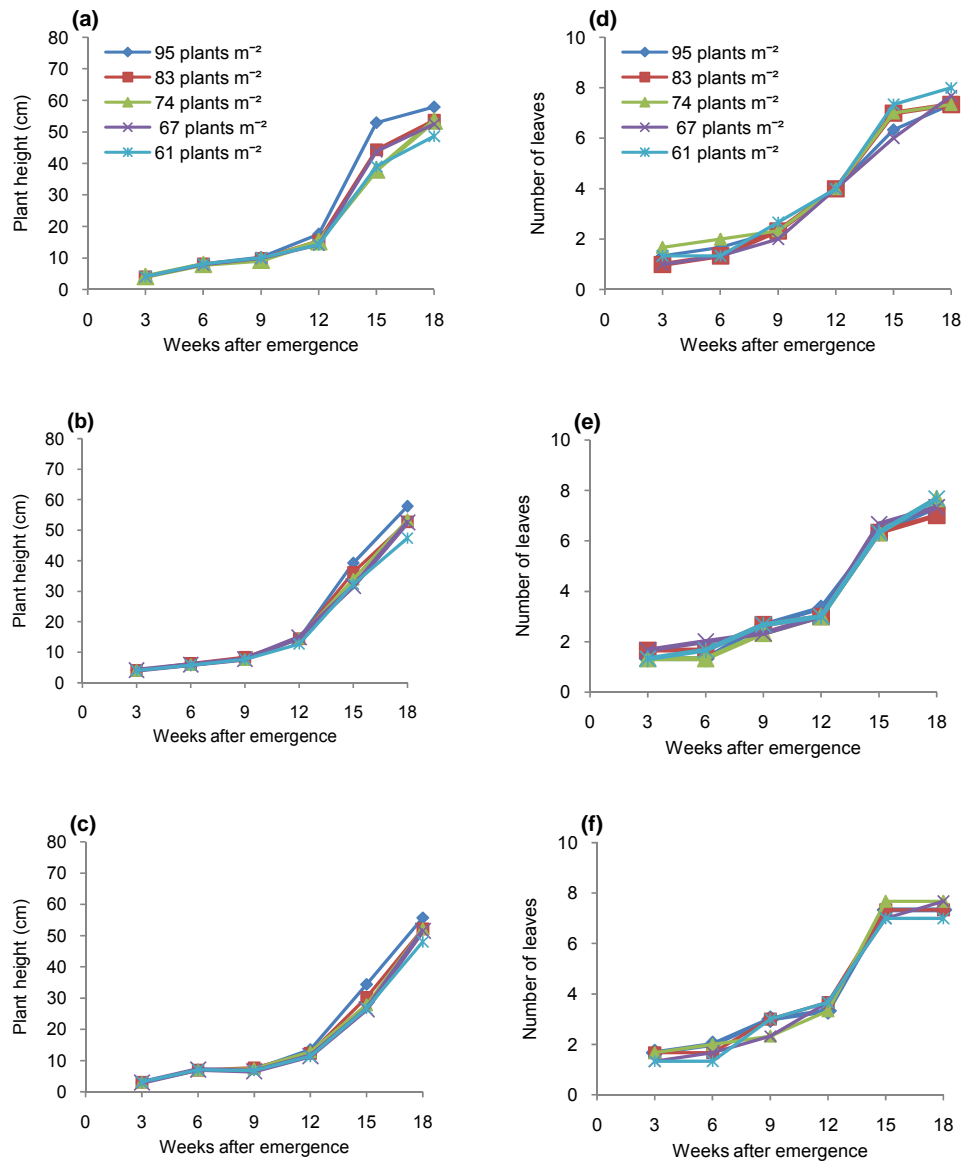 (a)
80
70
60
50
40
30
20
10
0
0 3 6 9 12 15 18
Plant height (cm)
Weeks after emergence
95 plants m⁻²
83 plants m⁻²
74 plants m⁻²
67 plants m⁻²
61 plants m⁻²
(d)
10
8
6
4
2
0
0 3 6 9 12 15 18
Number of leaves
Weeks after emergence
95 plants m⁻²
83 plants m⁻²
74 plants m⁻²
67 plants m⁻²
61 plants m⁻²
(b)
80
70
60
50
40
30
20
10
0
0 3 6 9 12 15 18
Plant height (cm)
Weeks after emergence
(e)
10
8
6
4
2
0
0 3 6 9 12 15 18
Number of leaves
Weeks after emergence
(c)
80
70
60
50
40
30
20
10
0
0 3 6 9 12 15 18
Plant height (cm)
Weeks after emergence
(f)
10
8
6
4
2
0
0 3 6 9 12 15 18
Number of leaves
Weeks after emergence